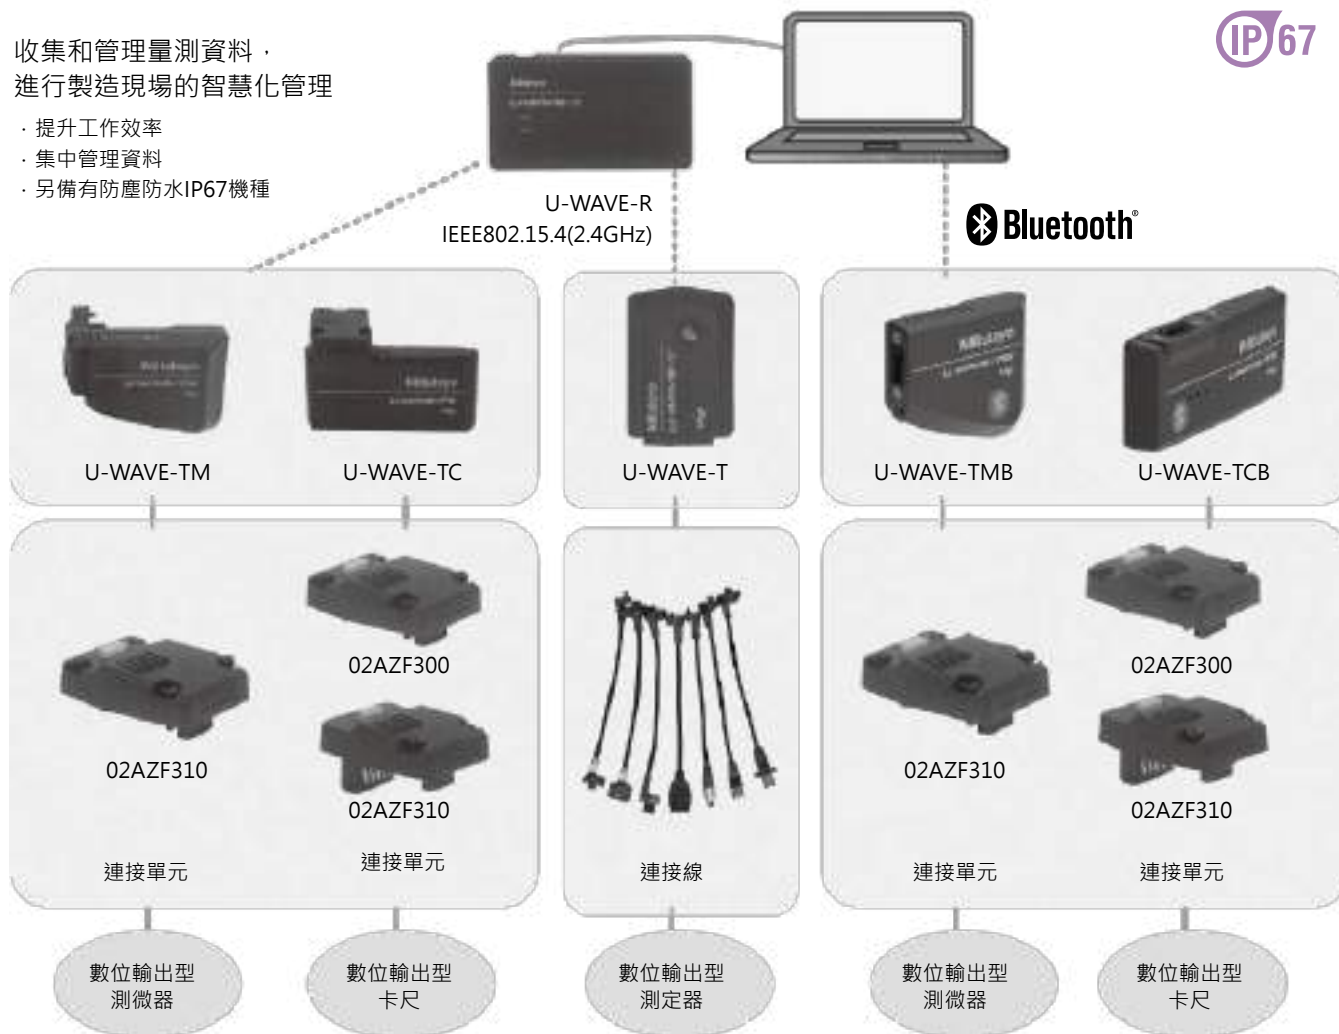 收集和管理量測資料，
進行製造現場的智慧化管理
· 提升工作效率
· 集中管理資料
· 另備有防塵防水IP67機種
IP67
U-WAVE-R
IEEE802.15.4(2.4GHz)
Bluetooth®
U-WAVE-TM
U-WAVE-TC
U-WAVE-T
U-WAVE-TMB
U-WAVE-TCB
02AZF310
02AZF300
02AZF310
連接單元
連接單元
連接線
02AZF310
02AZF300
02AZF310
連接單元
連接單元
數位輸出型
測微器
數位輸出型
卡尺
數位輸出型
測定器
數位輸出型
測微器
數位輸出型
卡尺